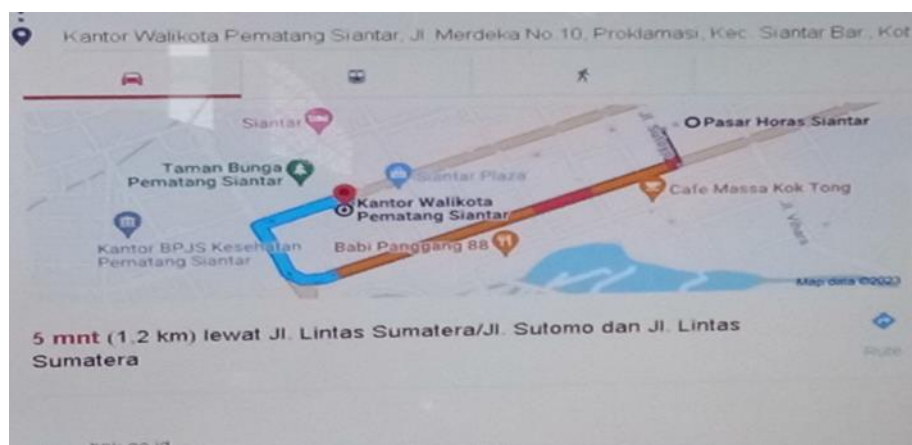 Kantor Walikota Pematang Siantar, Jl. Merdeka No.10, Proklamasi, Kec. Siantar Bar., Kot
Siantar
Pasar Horas Siantar
Taman Bunga
Pematang Siantar
Siantar Plaza
Cafe Massa Kok Tong
Kantor Walikota
Pematang Siantar
Kantor BPJS Kesehatan
Pematang Siantar
Babi Panggang 88
Jl. Vihara
Map data ©2023
5 mnt (1,2 km) lewat Jl. Lintas Sumatera/Jl. Sutomo dan Jl. Lintas
Sumatera
Rute